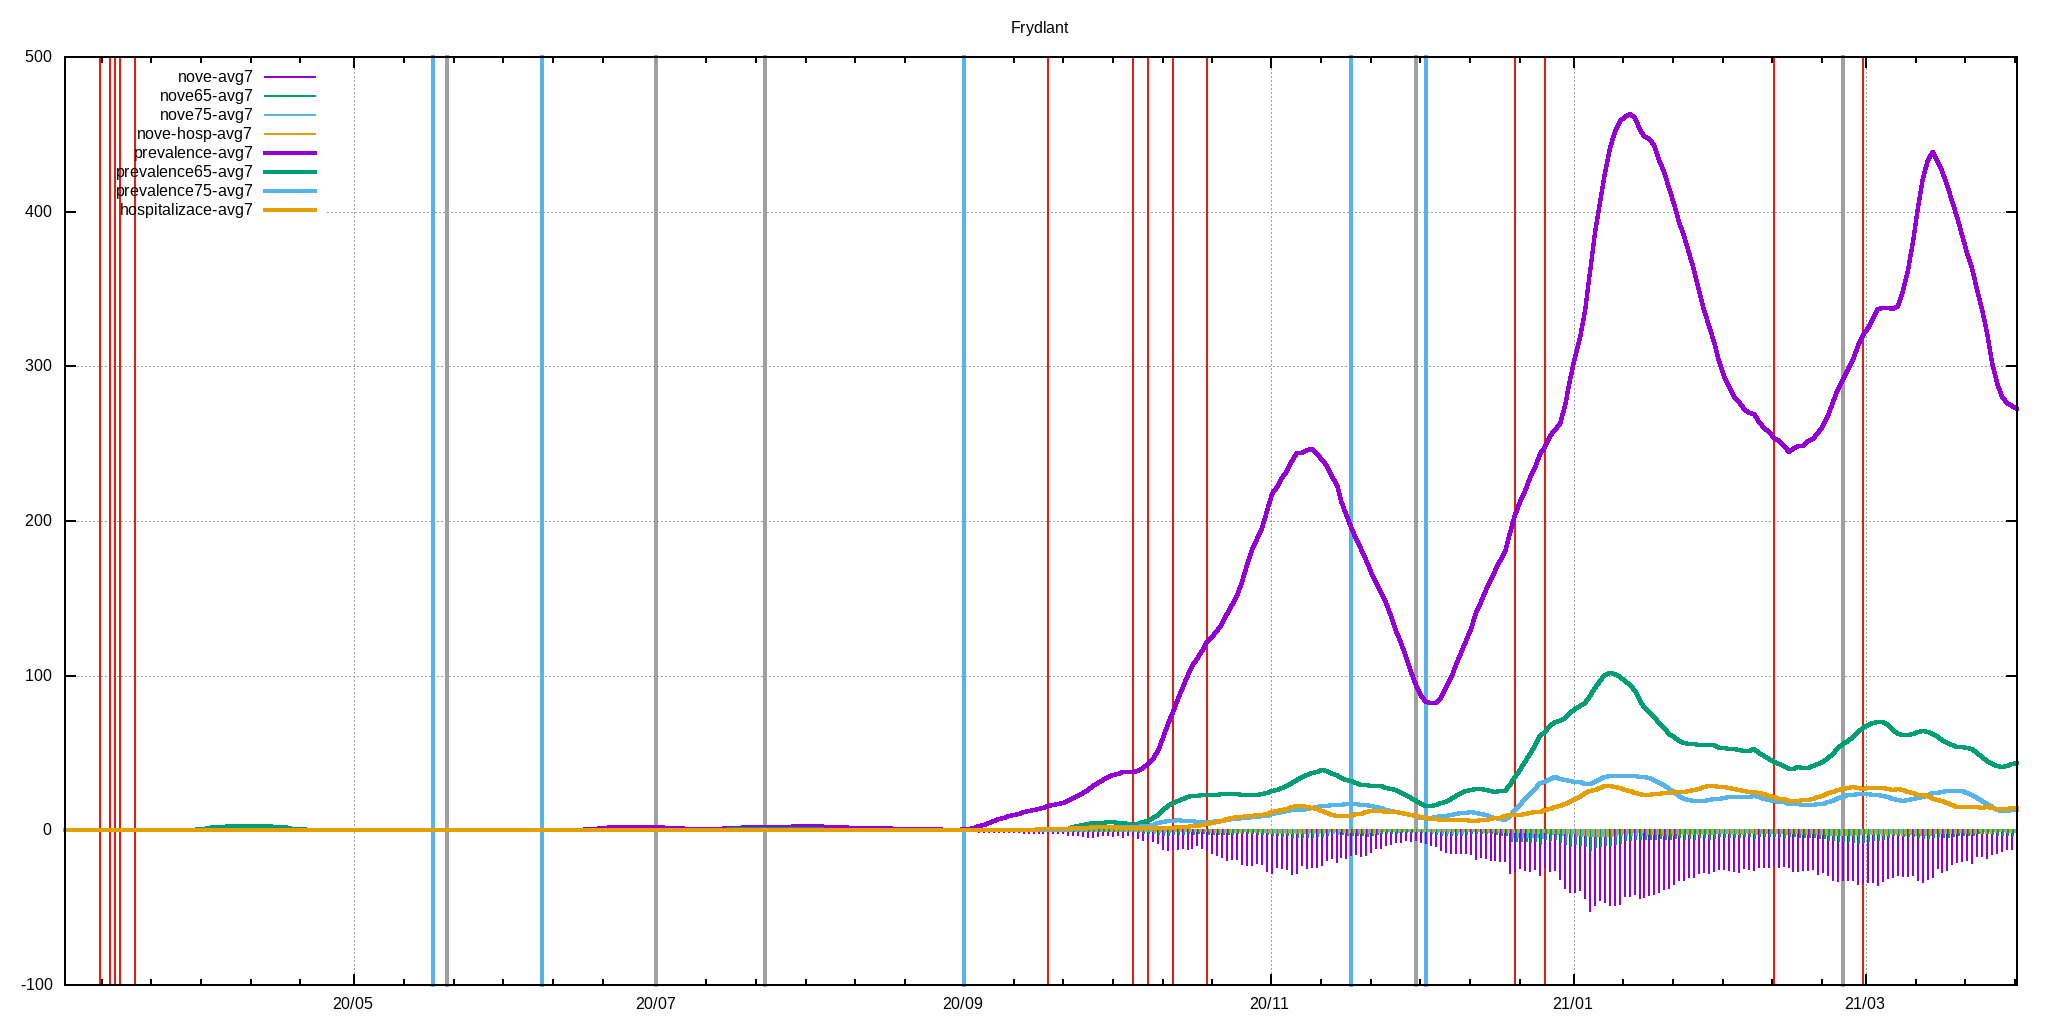 Frydlant
500
nove-avg7
nove65-avg7
nove75-avg7
nove-hosp-avg7
prevalence-avg7
prevalence65-avg7
prevalence75-avg7
hospitalizace-avg7
400
300
200
100
0
-100
20/05 20/07 20/09 20/11 21/01 21/03